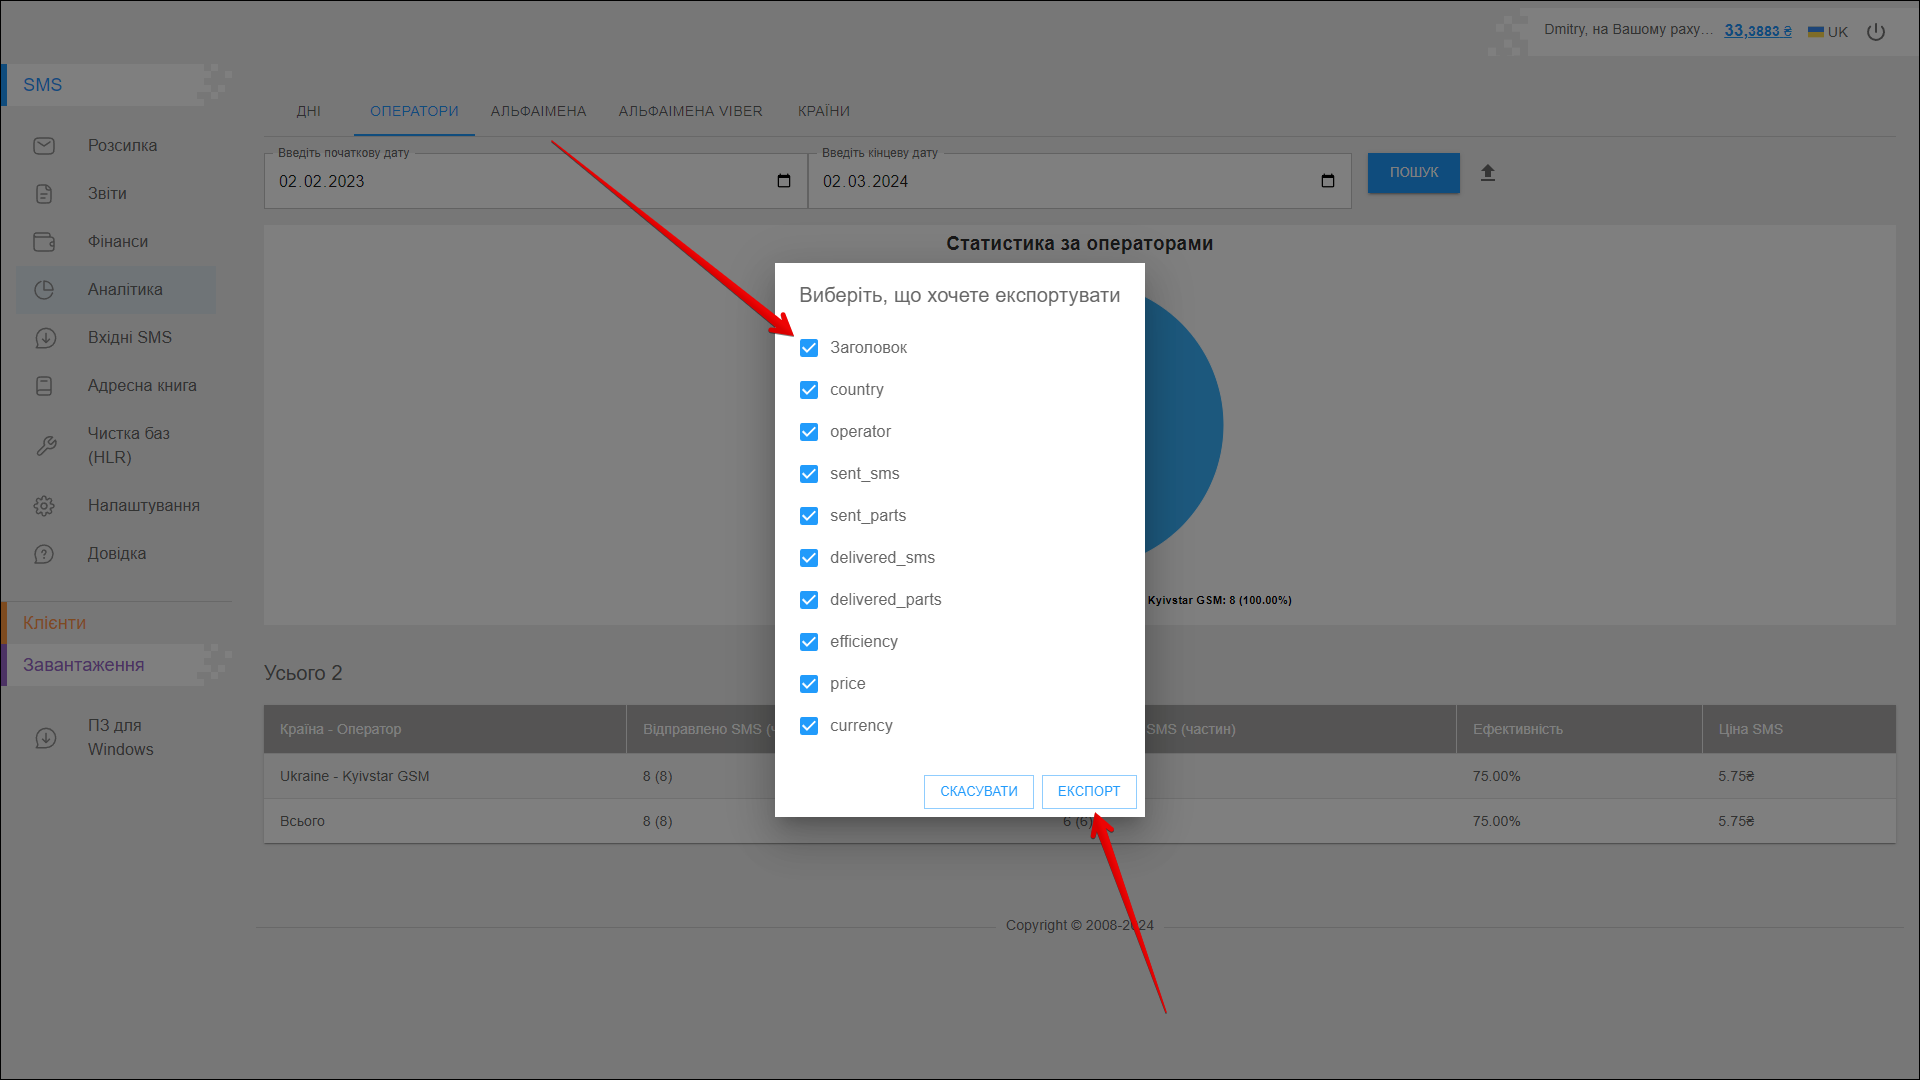 Dmitry, на Вашому раху... 33,3883 ₴ UK
SMS
Розсилка
Звіти
Фінанси
Аналітика
Вхідні SMS
Адресна книга
Чистка баз
(HLR)
Налаштування
Довідка
Клієнти
Завантаження
ПЗ для
Windows
ДНІ ОПЕРАТОРИ АЛЬФАІМЕНА АЛЬФАІМЕНА VIBER КРАЇНИ
Введіть початкову дату
02.02.2023
Введіть кінцеву дату
02.03.2024
ПОШУК
Статистика за операторами
Kyivstar GSM: 8 (100.00%)
Виберіть, що хочете експортувати
Заголовок
country
operator
sent_sms
sent_parts
delivered_sms
delivered_parts
efficiency
price
currency
СКАСУВАТИ ЕКСПОРТ
Усього 2
Країна - Оператор Відправлено SMS SMS (частин) Ефективність Ціна SMS
Ukraine - Kyivstar GSM 8 (8) 75.00% 5.75₴
Всього 8 (8) 6 (6) 75.00% 5.75₴
Copyright © 2008-2024